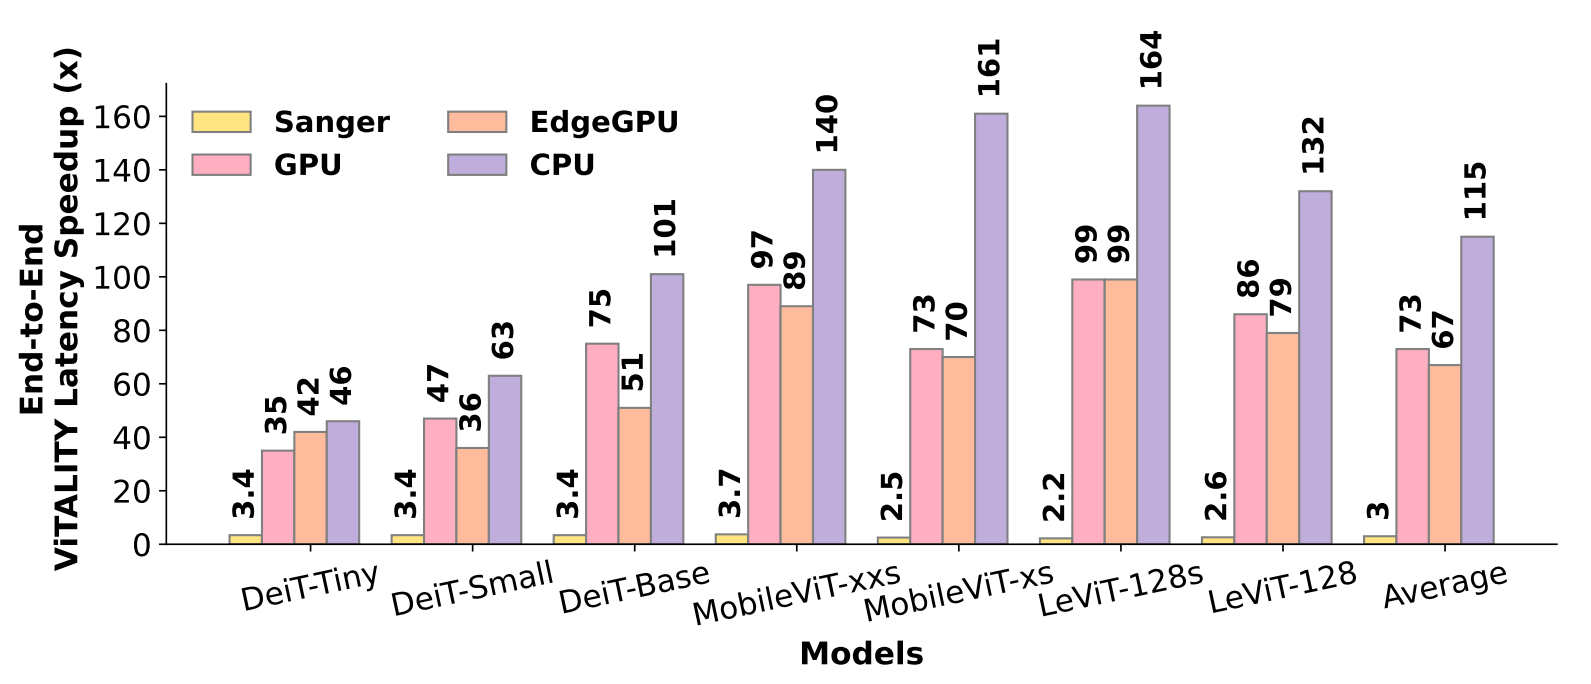 End-to-End
ViTALITY Latency Speedup (x)
160
140
120
100
80
60
40
20
0
Sanger
GPU
EdgeGPU
CPU
3.4
35
42
46
3.4
47
36
63
3.4
75
51
101
3.7
97
89
140
2.5
73
70
161
2.2
99
99
164
2.6
86
79
132
3
73
67
115
DeiT-Tiny
DeiT-Small
DeiT-Base
MobileViT-xxs
MobileViT-xs
LeViT-128s
LeViT-128
Average
Models